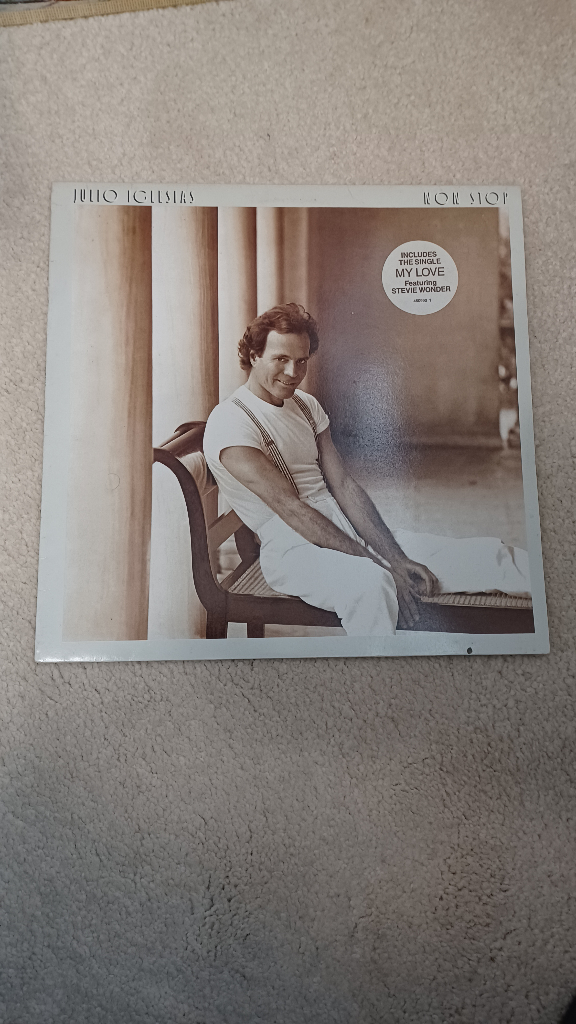 JULIO IGLESIAS
NON STOP
INCLUDES
THE SINGLE
MY LOVE
Featuring
STEVIE WONDER